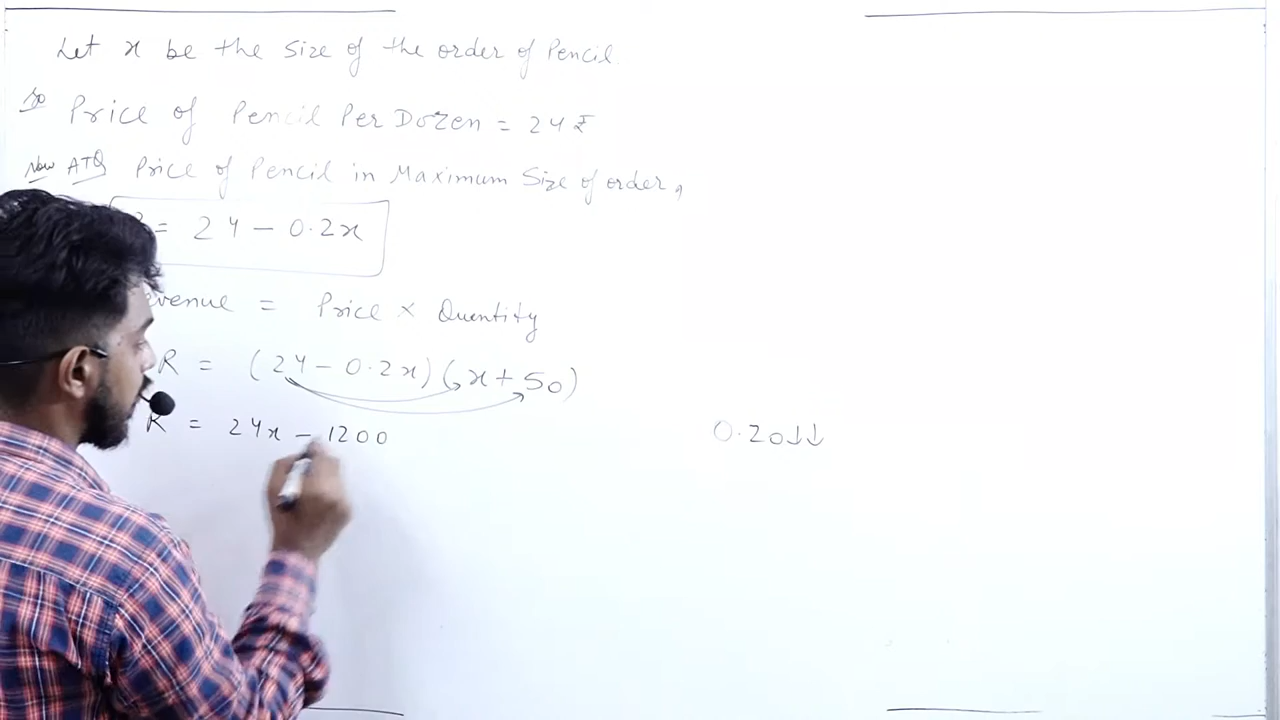 Let x be the size of the order of Pencil.
So Price of Pencil Per Dozen = 24 ₹
Now ATQ Price of Pencil in Maximum Size of order,
= 24 - 0.2x
= Price × Quantity
R = (24 - 0.2x) (x + 50)
R = 24x - 1200
0.20↓↓